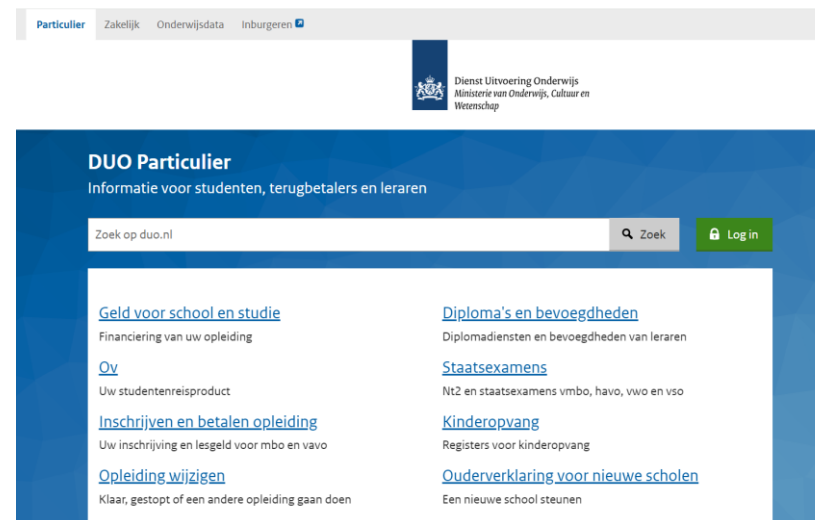 Particulier Zakelijk Onderwijsdata Inburgeren
Dienst Uitvoering Onderwijs
Ministerie van Onderwijs, Cultuur en
Wetenschap
DUO Particulier
Informatie voor studenten, terugbetalers en leraren
Zoek op duo.nl Zoek Log in
Geld voor school en studie
Financiering van uw opleiding
Ov
Uw studentenreisproduct
Inschrijven en betalen opleiding
Uw inschrijving en lesgeld voor mbo en vavo
Opleiding wijzigen
Klaar, gestopt of een andere opleiding gaan doen
Diploma's en bevoegdheden
Diplomadiensten en bevoegdheden van leraren
Staatsexamens
Nt2 en staatsexamens vmbo, havo, vwo en vso
Kinderopvang
Registers voor kinderopvang
Ouderverklaring voor nieuwe scholen
Een nieuwe school steunen